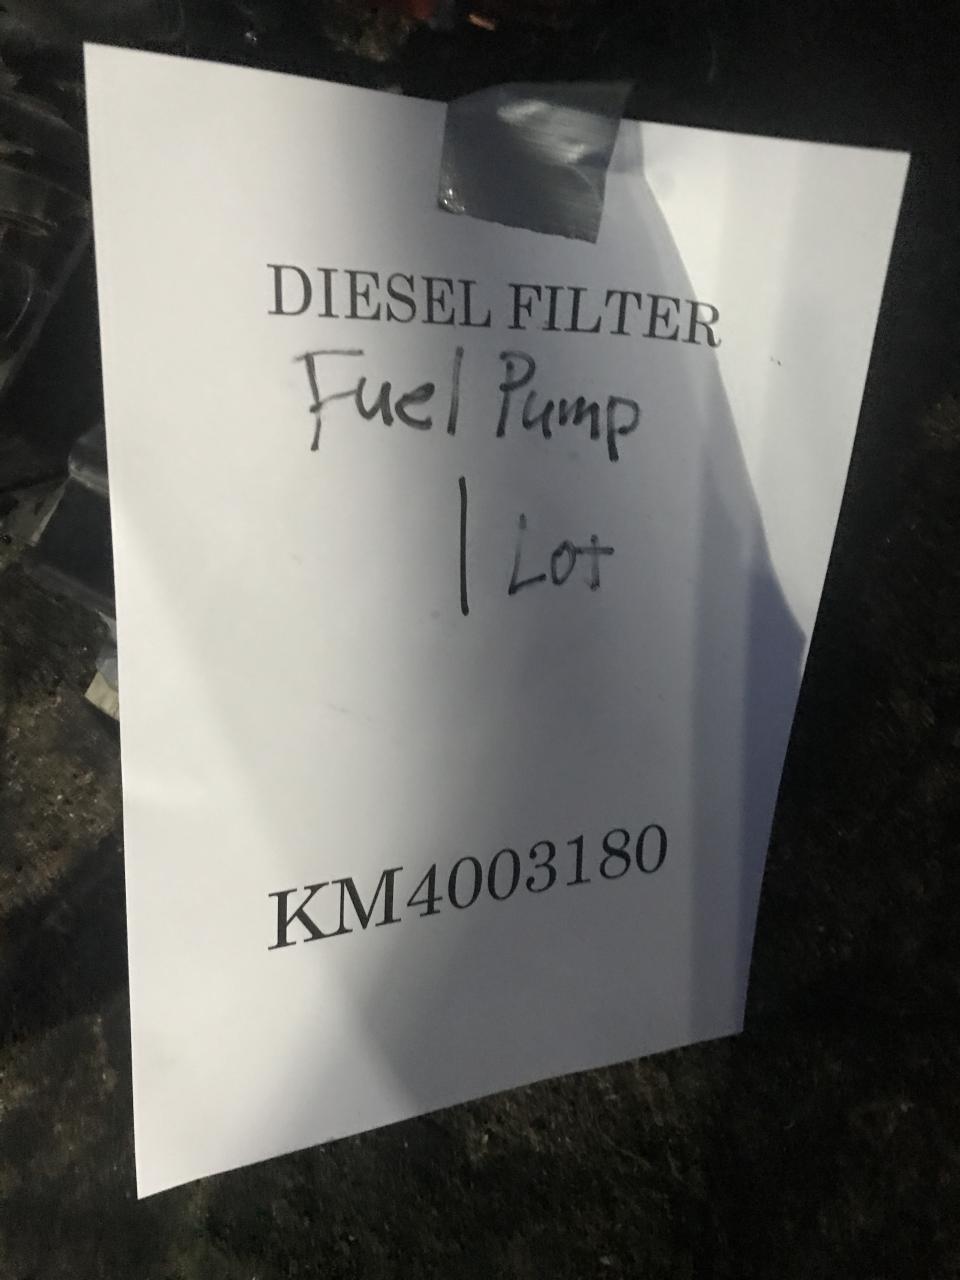 DIESEL FILTER
Fuel Pump
1 Lot
KM4003180